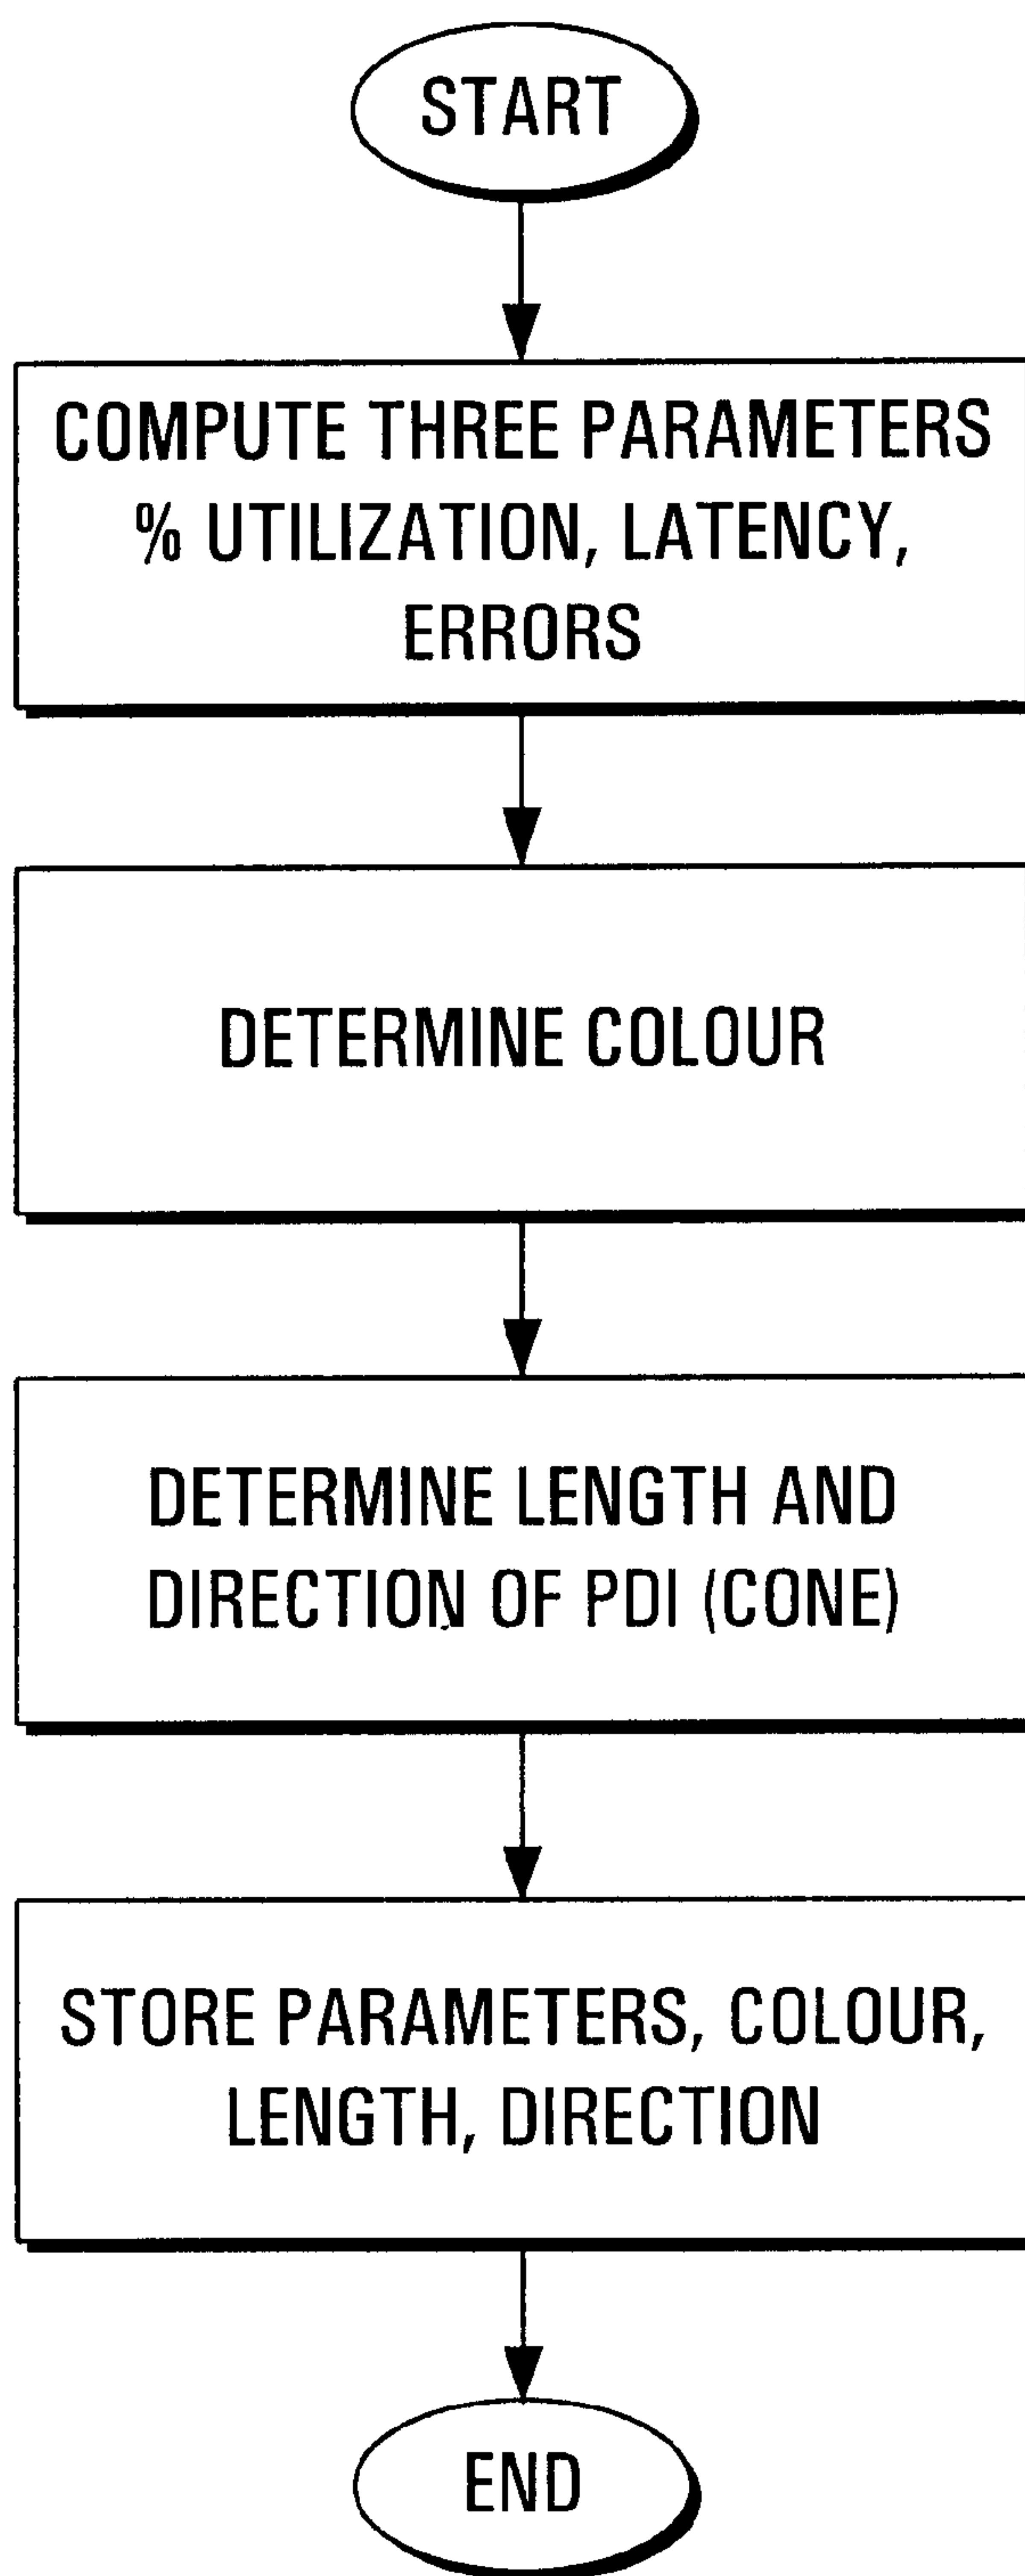 START
COMPUTE THREE PARAMETERS
% UTILIZATION, LATENCY,
ERRORS
DETERMINE COLOUR
DETERMINE LENGTH AND
DIRECTION OF PDI (CONE)
STORE PARAMETERS, COLOUR,
LENGTH, DIRECTION
END